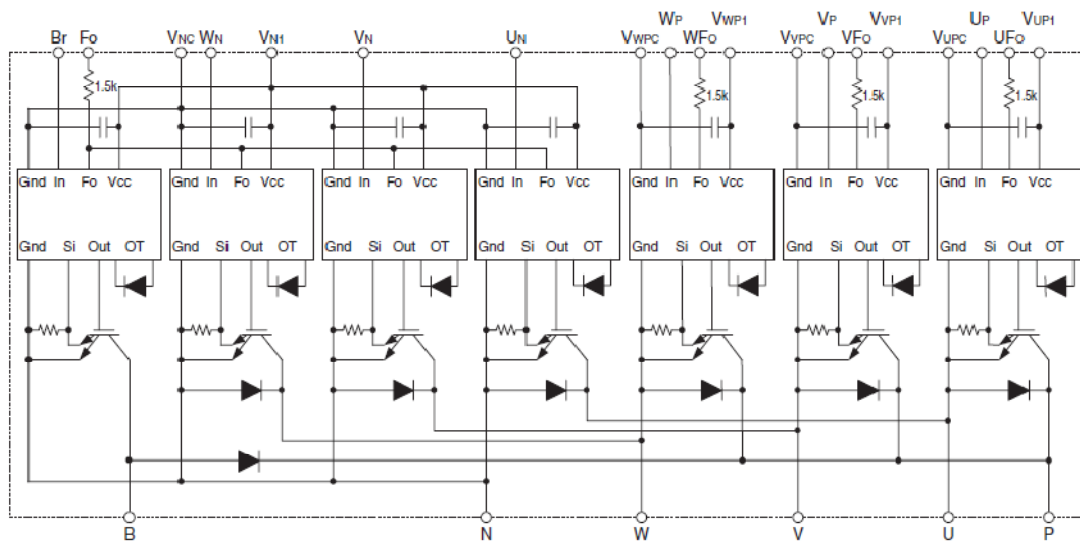 WP VWP1 VP VVP1 UP VUP1
Br Fo VNC WN VN1 VN UN VWPC WFO VVPC VFO VUPC UFO
1.5k 1.5k 1.5k 1.5k
Gnd In Fo Vcc Gnd In Fo Vcc Gnd In Fo Vcc Gnd In Fo Vcc Gnd In Fo Vcc Gnd In Fo Vcc Gnd In Fo Vcc
Gnd Si Out OT Gnd Si Out OT Gnd Si Out OT Gnd Si Out OT Gnd Si Out OT Gnd Si Out OT Gnd Si Out OT
B N W V U P